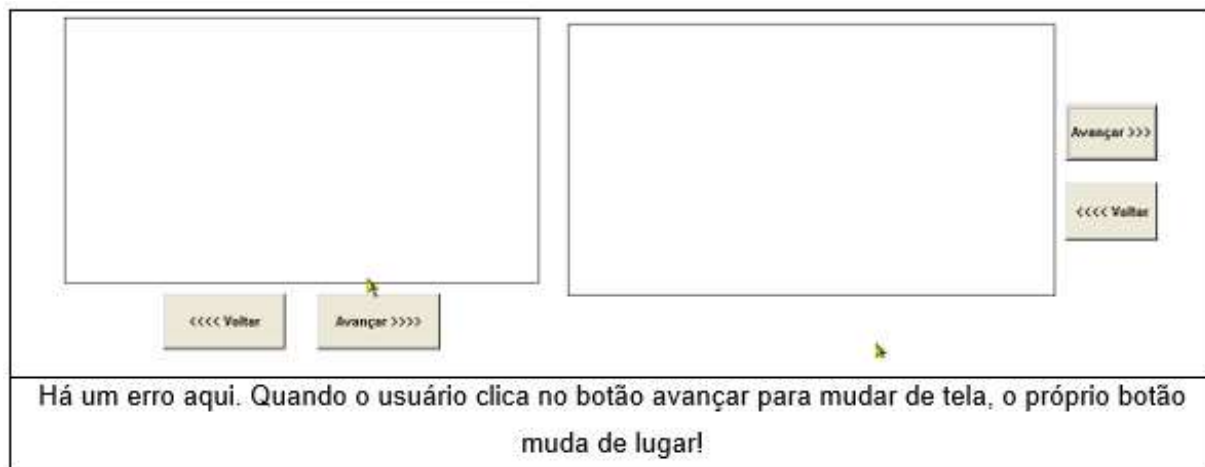 Avançar >>>
<<<< Voltar
<<<< Voltar
Avançar >>>>
Há um erro aqui. Quando o usuário clica no botão avançar para mudar de tela, o próprio botão
muda de lugar!